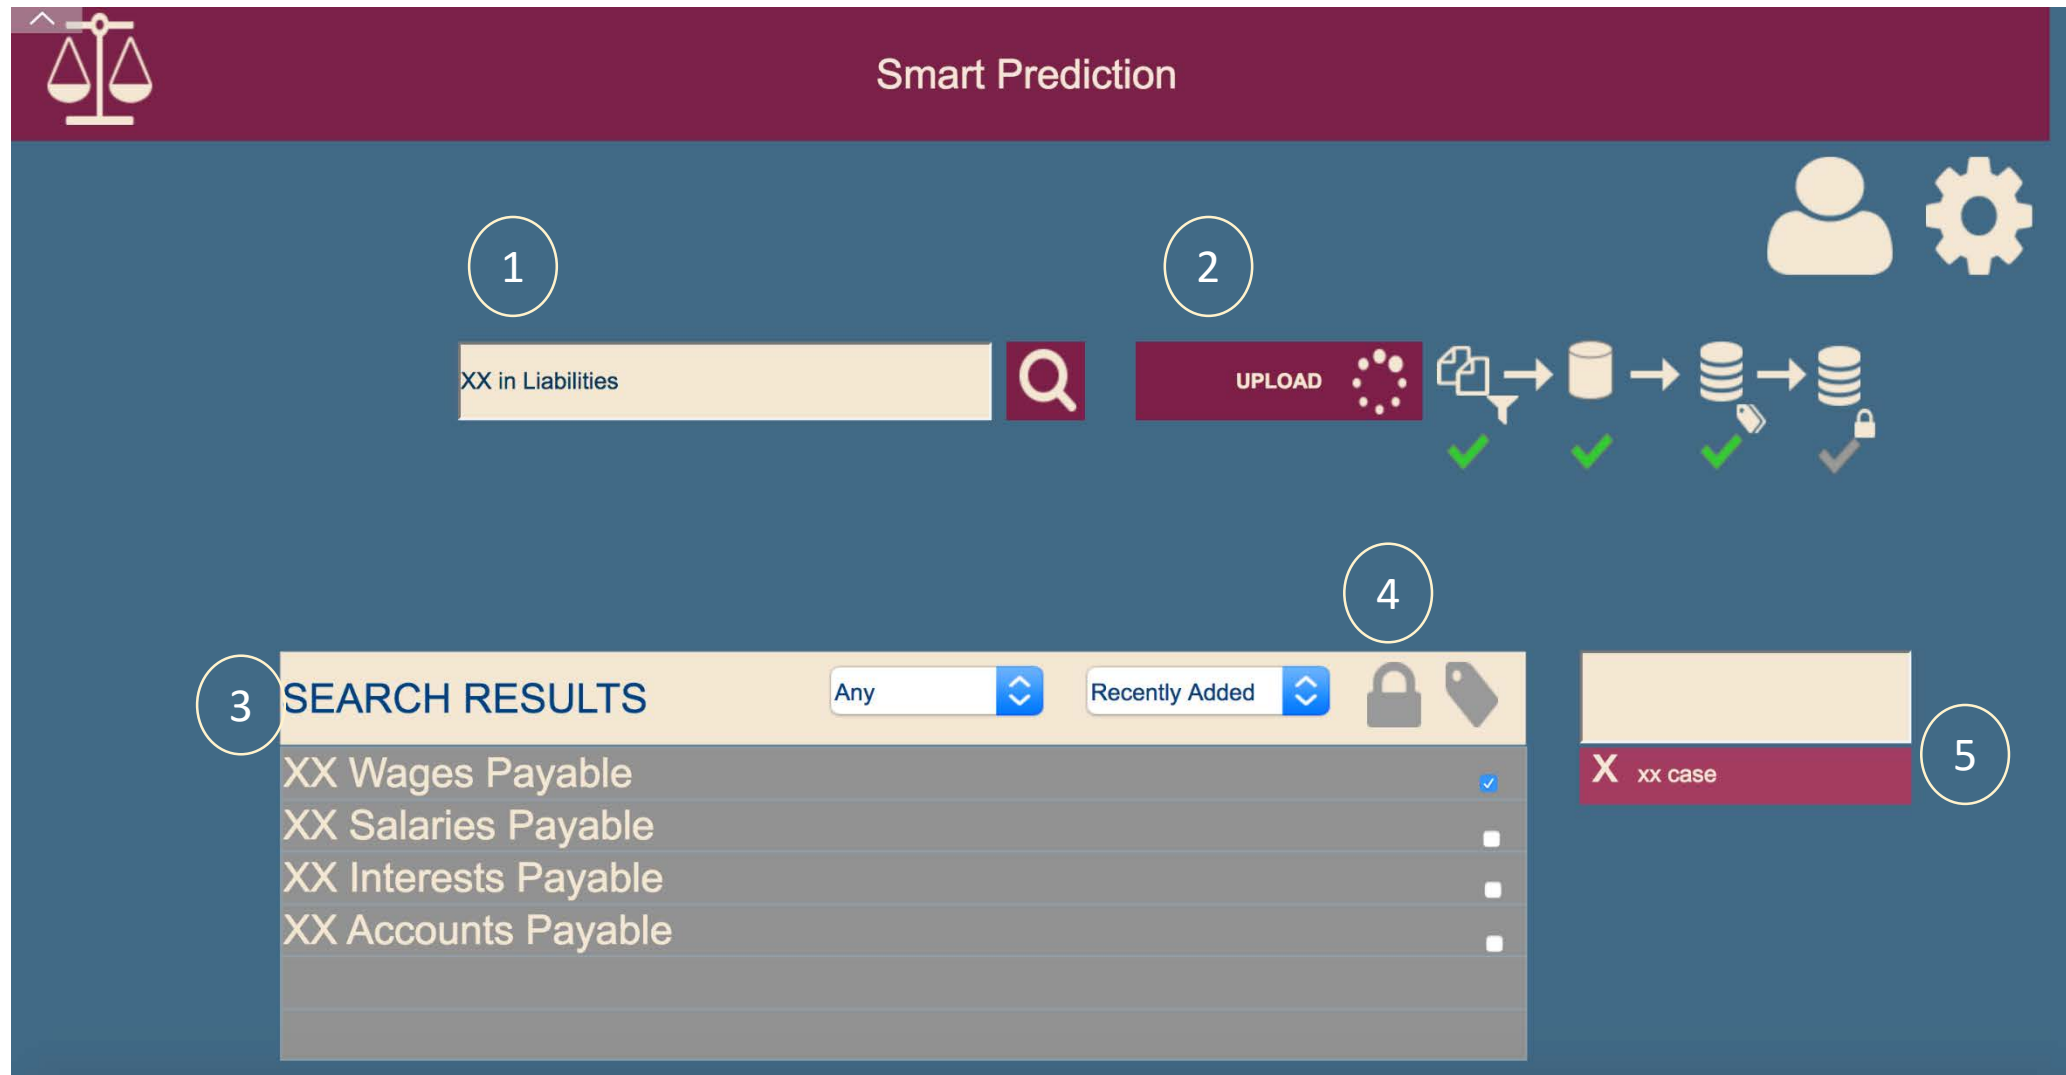 Smart Prediction
1
2
XX in Liabilities
UPLOAD
4
3
SEARCH RESULTS
Any
Recently Added
5
XX Wages Payable
X xx case
XX Salaries Payable
XX Interests Payable
XX Accounts Payable